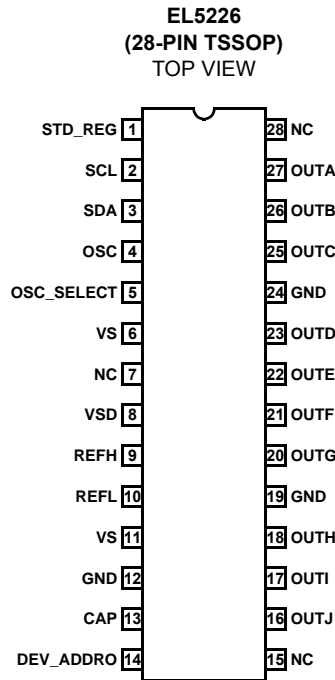 EL5226
(28-PIN TSSOP)
TOP VIEW
STD_REG 1 28 NC
SCL 2 27 OUTA
SDA 3 26 OUTB
OSC 4 25 OUTC
OSC_SELECT 5 24 GND
VS 6 23 OUTD
NC 7 22 OUTE
VSD 8 21 OUTF
REFH 9 20 OUTG
REFL 10 19 GND
VS 11 18 OUTH
GND 12 17 OUTI
CAP 13 16 OUTJ
DEV_ADDRO 14 15 NC